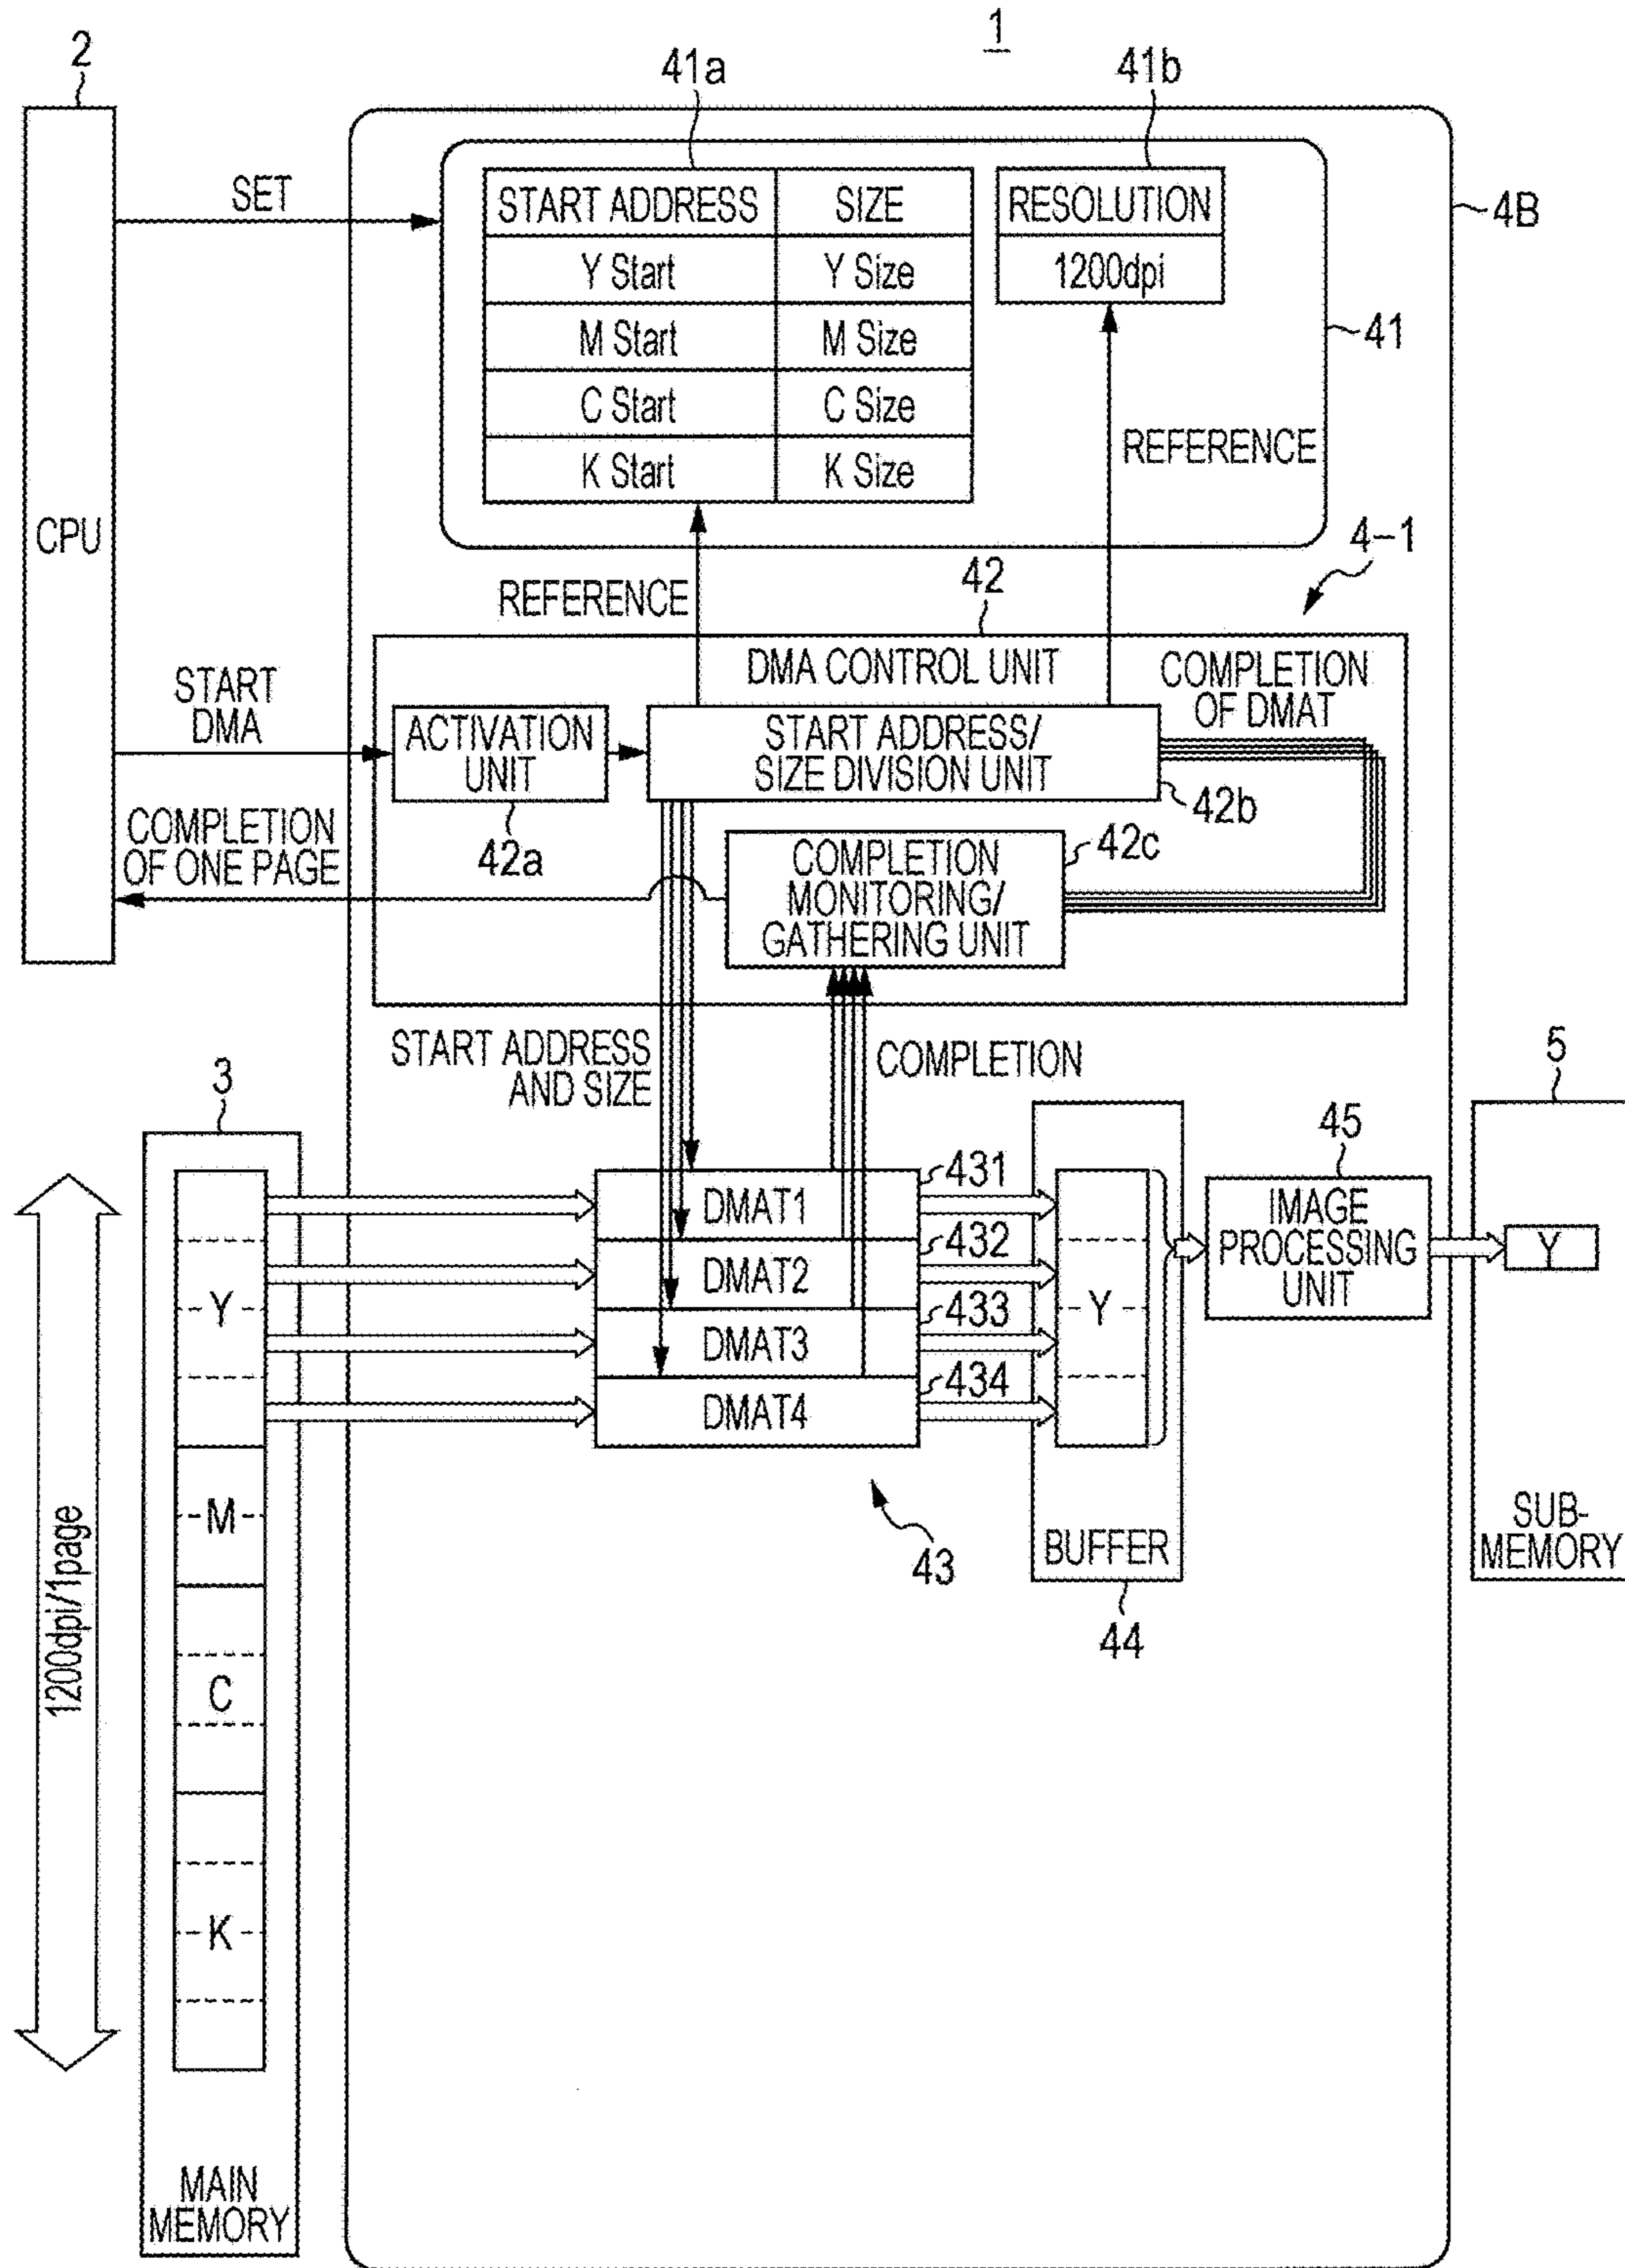 1
2
41a
41b
START ADDRESS
SIZE
RESOLUTION
SET
4B
Y Start
Y Size
1200dpi
M Start
M Size
41
C Start
C Size
REFERENCE
K Start
K Size
CPU
4-1
REFERENCE
42
DMA CONTROL UNIT
COMPLETION
OF DMAT
START
DMA
ACTIVATION
UNIT
START ADDRESS/
SIZE DIVISION UNIT
42b
COMPLETION
OF ONE PAGE
42a
42c
COMPLETION
MONITORING/
GATHERING UNIT
START ADDRESS
AND SIZE
COMPLETION
3
5
45
431
DMAT1
IMAGE
PROCESSING
UNIT
Y
432
DMAT2
Y
433
Y
DMAT3
434
DMAT4
M
43
BUFFER
SUB-
MEMORY
44
1200dpi/1page
C
K
MAIN
MEMORY